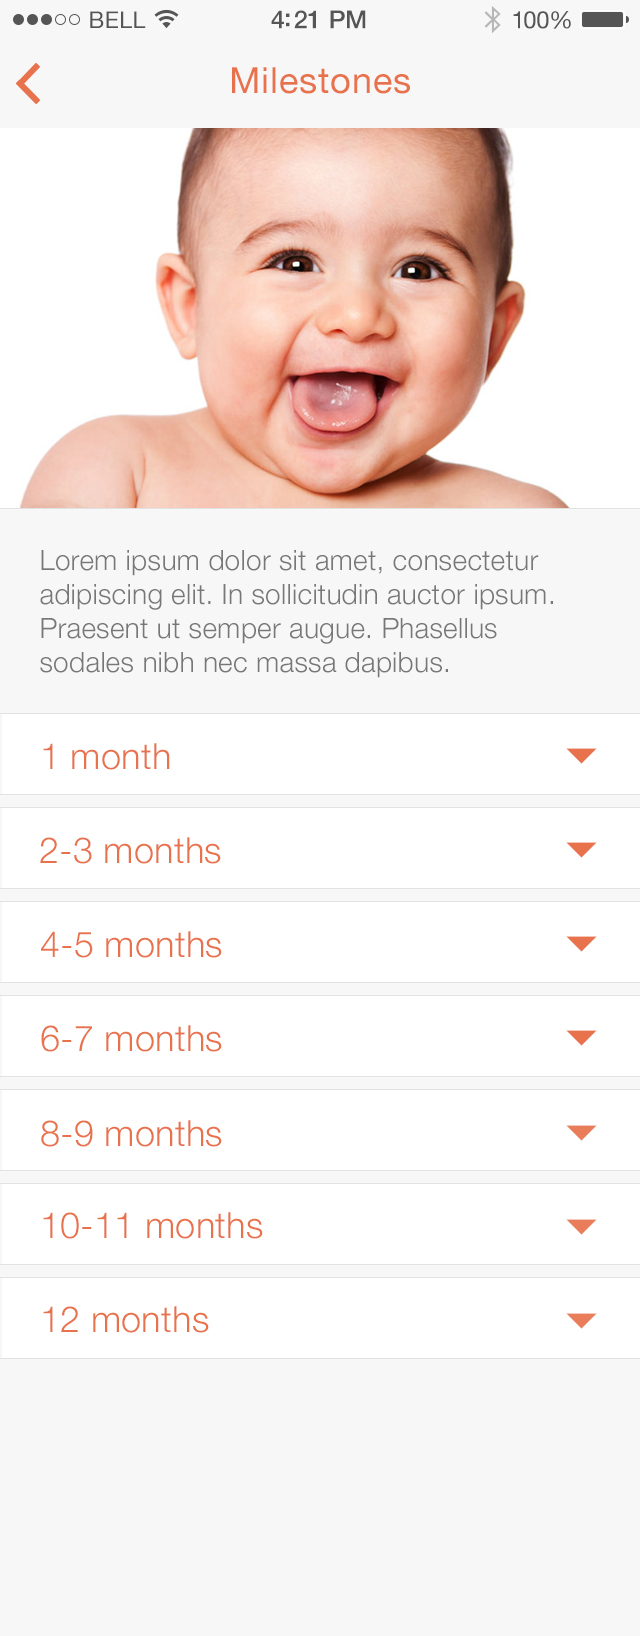 BELL 4:21 PM 100%
Milestones
Lorem ipsum dolor sit amet, consectetur
adipiscing elit. In sollicitudin auctor ipsum.
Praesent ut semper augue. Phasellus
sodales nibh nec massa dapibus.
1 month
2-3 months
4-5 months
6-7 months
8-9 months
10-11 months
12 months